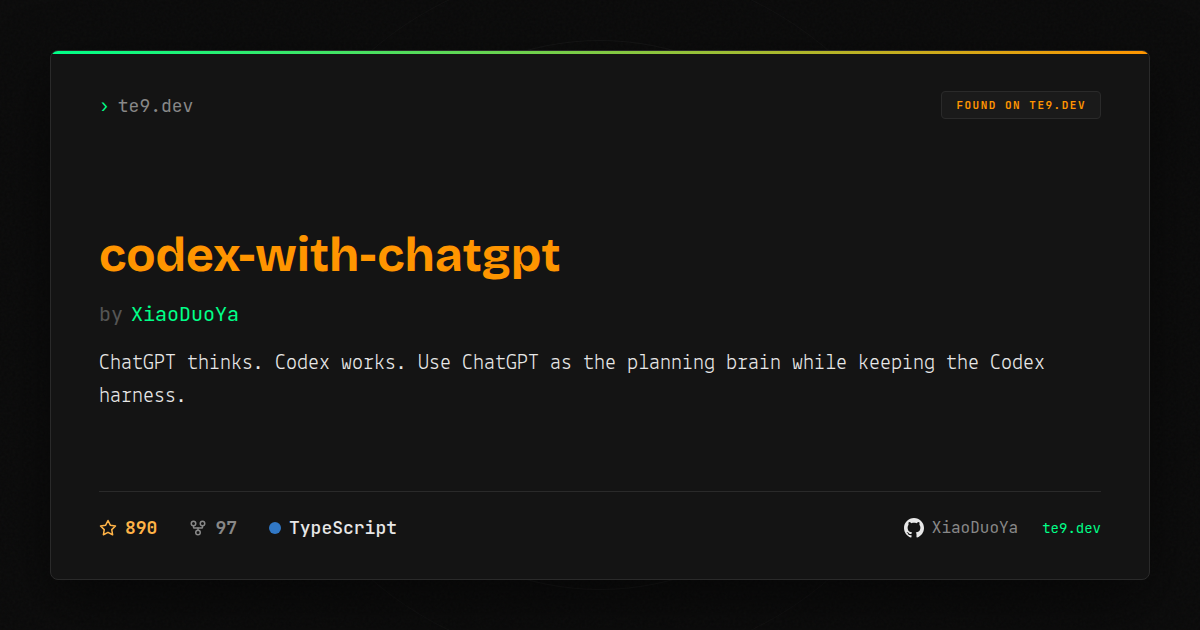 › te9.dev
FOUND ON TE9.DEV
codex-with-chatgpt
by XiaoDuoYa
ChatGPT thinks. Codex works. Use ChatGPT as the planning brain while keeping the Codex
harness.
890 97 TypeScript
XiaoDuoYa te9.dev